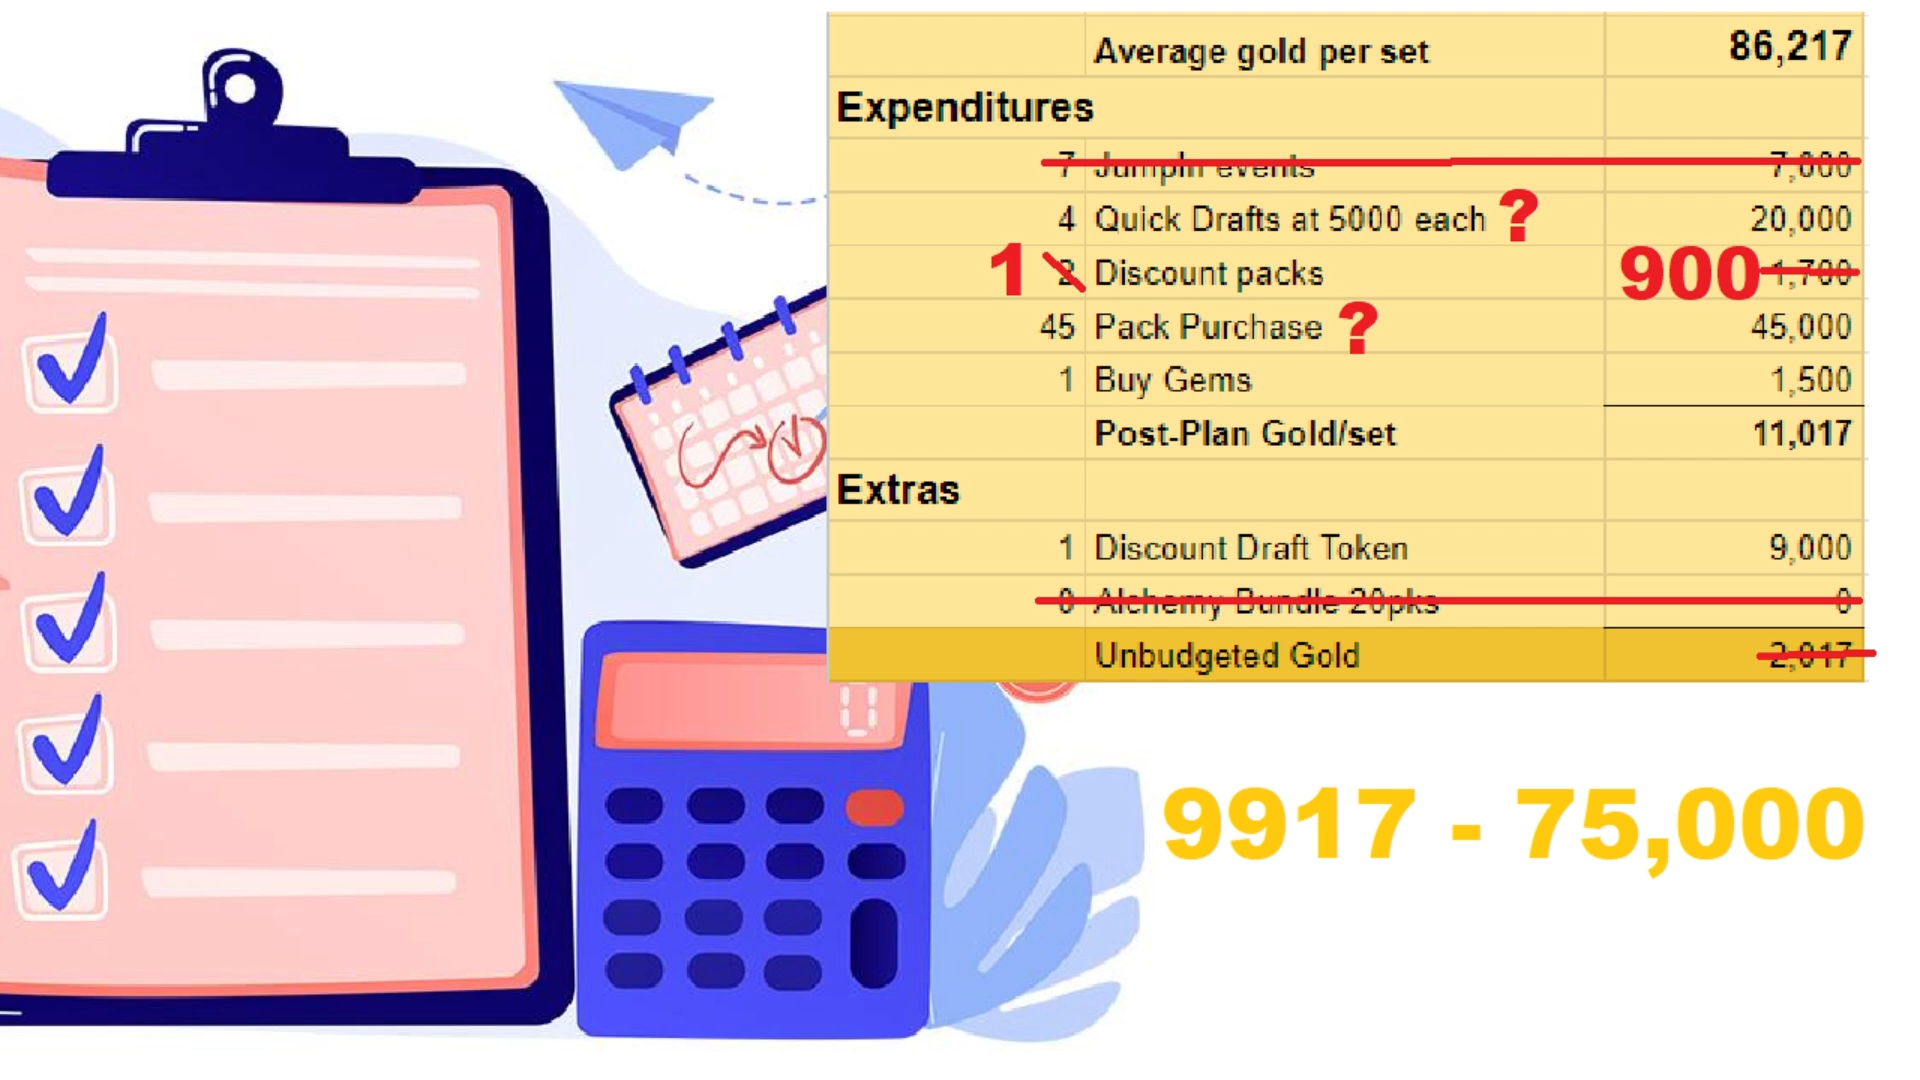 Average gold per set 86,217
Expenditures
7 JumpIn events 7,000
4 Quick Drafts at 5000 each ? 20,000
1 2 Discount packs 900 1,700
45 Pack Purchase ? 45,000
1 Buy Gems 1,500
Post-Plan Gold/set 11,017
Extras
1 Discount Draft Token 9,000
0 Alchemy Bundle 20pks 0
Unbudgeted Gold 2,017
0
9917 - 75,000